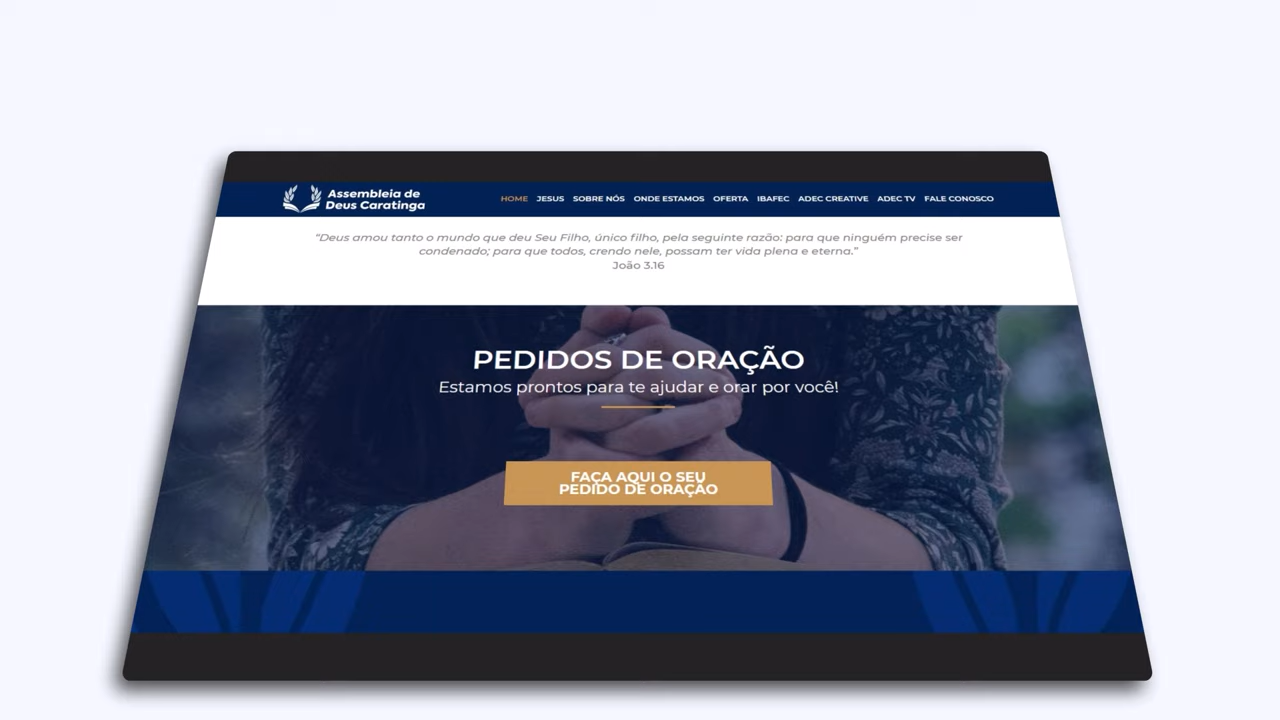 Assembleia de
Deus Caratinga
HOME JESUS SOBRE NÓS ONDE ESTAMOS OFERTA IBAFEC ADEC CREATIVE ADEC TV FALE CONOSCO
“Deus amou tanto o mundo que deu Seu Filho, único filho, pela seguinte razão: para que ninguém precise ser
condenado; para que todos, crendo nele, possam ter vida plena e eterna.”
João 3.16
PEDIDOS DE ORAÇÃO
Estamos prontos para te ajudar e orar por você!
FAÇA AQUI O SEU
PEDIDO DE ORAÇÃO